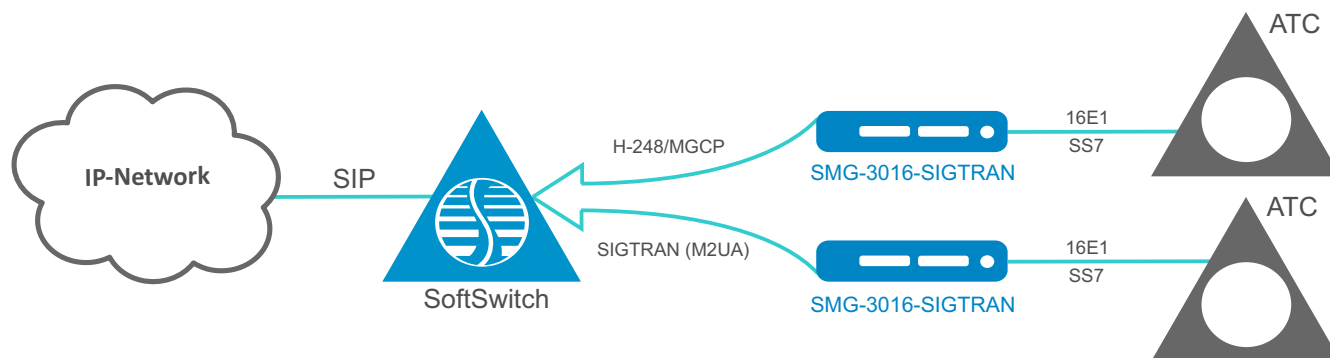 ATC
16E1
SS7
H-248/MGCP
SMG-3016-SIGTRAN
IP-Network
SIP
ATC
SIGTRAN (M2UA)
16E1
SS7
SoftSwitch
SMG-3016-SIGTRAN